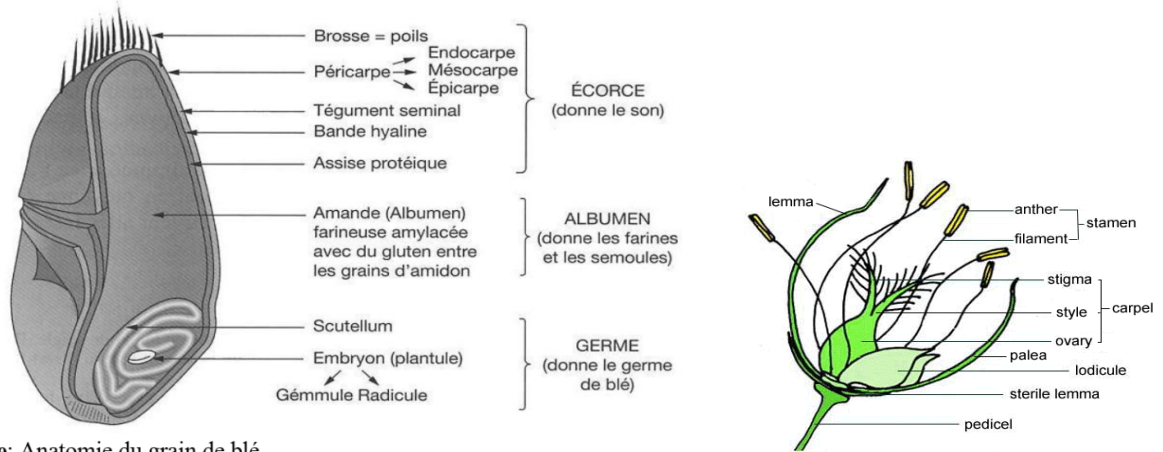 Brosse = poils
Péricarpe
Endocarpe
Mésocarpe
Épicarpe
Tégument seminal
Bande hyaline
Assise protéique
ÉCORCE
(donne le son)
Amande (Albumen)
farineuse amylacée
avec du gluten entre
les grains d'amidon
ALBUMEN
(donne les farines
et les semoules)
Scutellum
Embryon (plantule)
Gémmule Radicule
GERME
(donne le germe
de blé)
: Anatomie du grain de blé
lemma
anther
filament
stamen
stigma
style
ovary
carpel
palea
lodicule
sterile lemma
pedicel